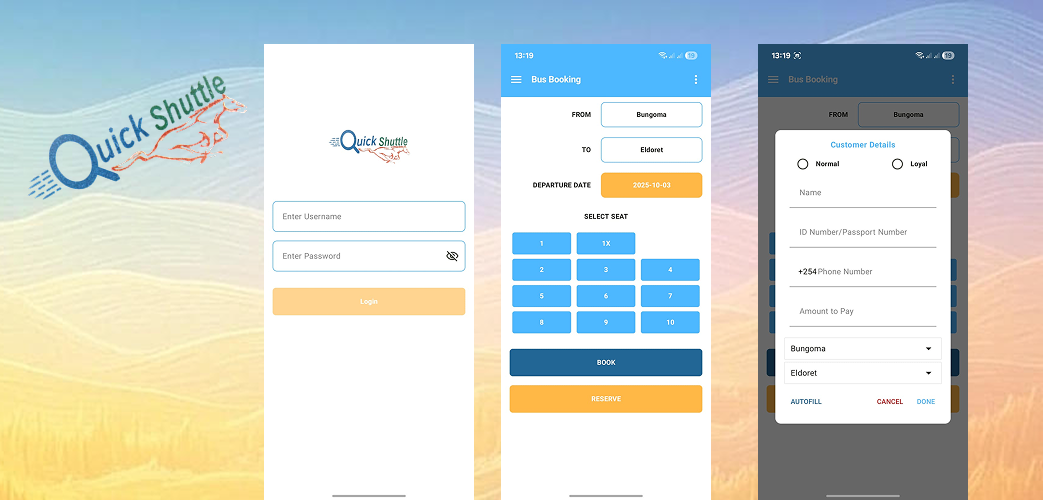 Quick Shuttle
Quick Shuttle
Enter Username
Enter Password
Login
13:19
19
Bus Booking
FROM
Bungoma
TO
Eldoret
DEPARTURE DATE
2025-10-03
SELECT SEAT
1
1X
2
3
4
5
6
7
8
9
10
BOOK
RESERVE
13:19
19
Bus Booking
FROM
Bungoma
Customer Details
Normal
Loyal
Name
ID Number/Passport Number
+254 Phone Number
Amount to Pay
Bungoma
Eldoret
AUTOFILL
CANCEL
DONE